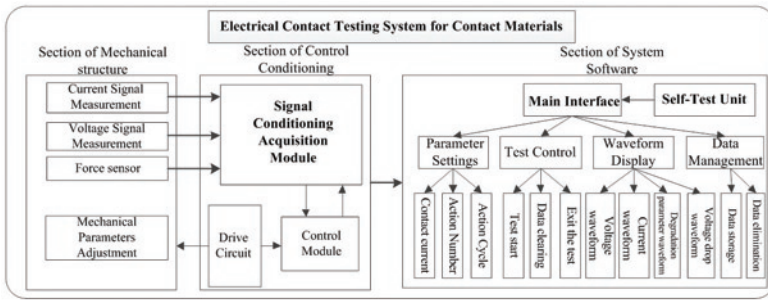 Electrical Contact Testing System for Contact Materials
Section of Mechanical
structure
Current Signal
Measurement
Voltage Signal
Measurement
Force sensor
Mechanical
Parameters
Adjustment
Section of Control
Conditioning
Signal
Conditioning
Acquisition
Module
Drive
Circuit
Control
Module
Section of System
Software
Main Interface
Self-Test Unit
Parameter
Settings
Test Control
Waveform
Display
Data
Management
Contact current
Action Number
Action Cycle
Test start
Data clearing
Exit the test
Voltage
waveform
Current
waveform
Degradation
parameter waveform
Voltage drop
waveform
Data storage
Data elimination